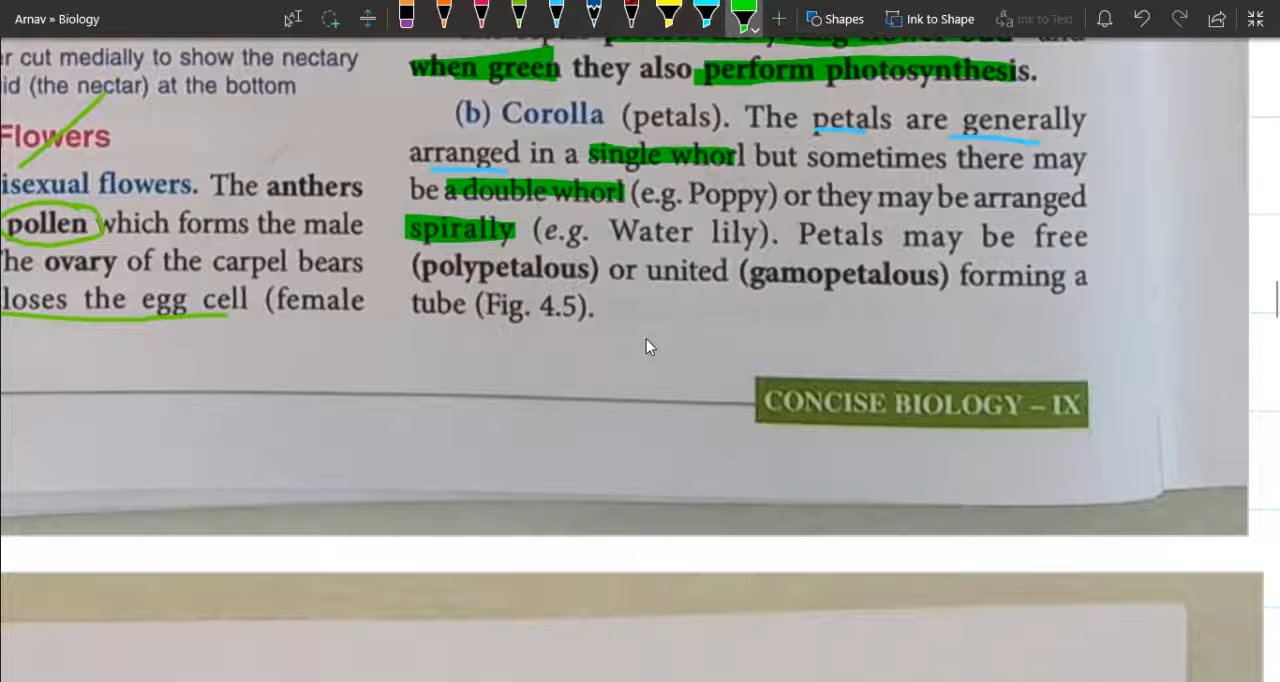 Arnav » Biology
Shapes
Ink to Shape
Ink to Text
er cut medially to show the nectary
id (the nectar) at the bottom
Flowers
isexual flowers. The anthers
pollen which forms the male
he ovary of the carpel bears
loses the egg cell (female
when green they also perform photosynthesis.
(b) Corolla (petals). The petals are generally
arranged in a single whorl but sometimes there may
be a double whorl (e.g. Poppy) or they may be arranged
spirally (e.g. Water lily). Petals may be free
(polypetalous) or united (gamopetalous) forming a
tube (Fig. 4.5).
CONCISE BIOLOGY – IX